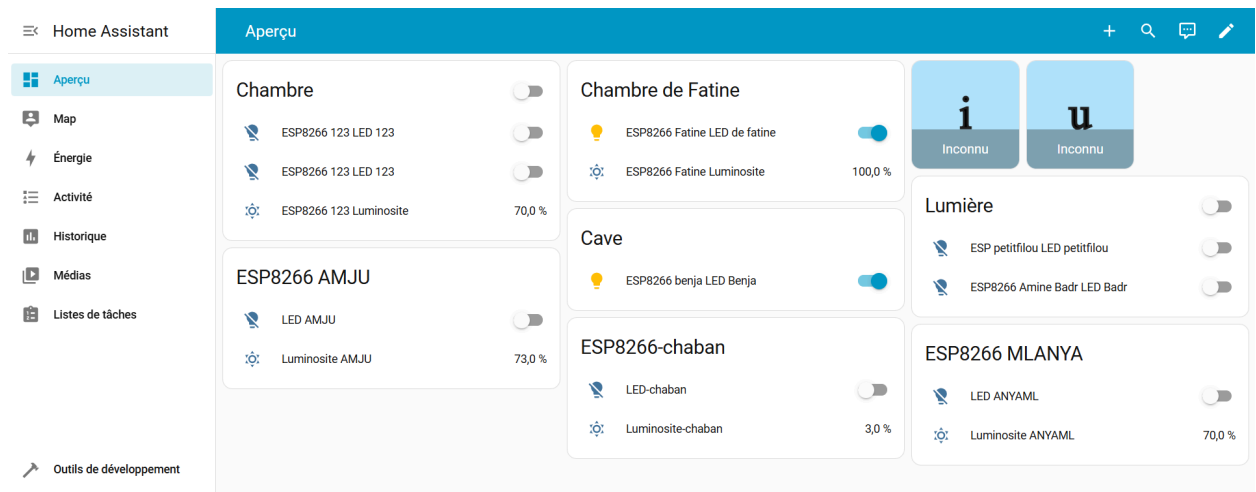 Home Assistant
Aperçu
Map
Énergie
Activité
Historique
Médias
Listes de tâches
Outils de développement
Aperçu
Chambre
ESP8266 123 LED 123
ESP8266 123 LED 123
ESP8266 123 Luminosite 70,0 %
ESP8266 AMJU
LED AMJU
Luminosite AMJU 73,0 %
Chambre de Fatine
ESP8266 Fatine LED de fatine
ESP8266 Fatine Luminosite 100,0 %
Cave
ESP8266 benja LED Benja
ESP8266-chaban
LED-chaban
Luminosite-chaban 3,0 %
i u
Inconnu Inconnu
Lumière
ESP petitfilou LED petitfilou
ESP8266 Amine Badr LED Badr
ESP8266 MLANYA
LED ANYAML
Luminosite ANYAML 70,0 %